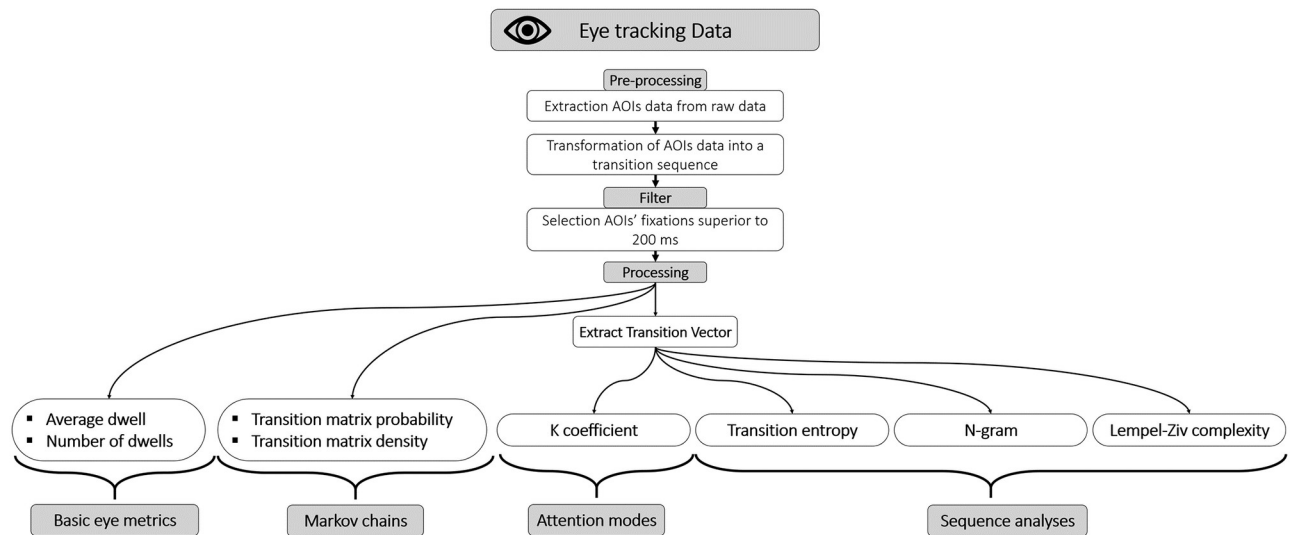 Eye tracking Data
Pre-processing
Extraction AOIs data from raw data
Transformation of AOIs data into a
transition sequence
Filter
Selection AOIs' fixations superior to
200 ms
Processing
Extract Transition Vector
▪ Average dwell
▪ Number of dwells
▪ Transition matrix probability
▪ Transition matrix density
K coefficient
Transition entropy
N-gram
Lempel-Ziv complexity
Basic eye metrics
Markov chains
Attention modes
Sequence analyses